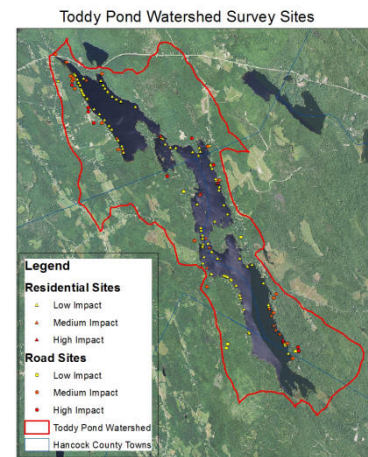 Toddy Pond Watershed Survey Sites
Legend
Residential Sites
Low Impact
Medium Impact
High Impact
Road Sites
Low Impact
Medium Impact
High Impact
Toddy Pond Watershed
Hancock County Towns